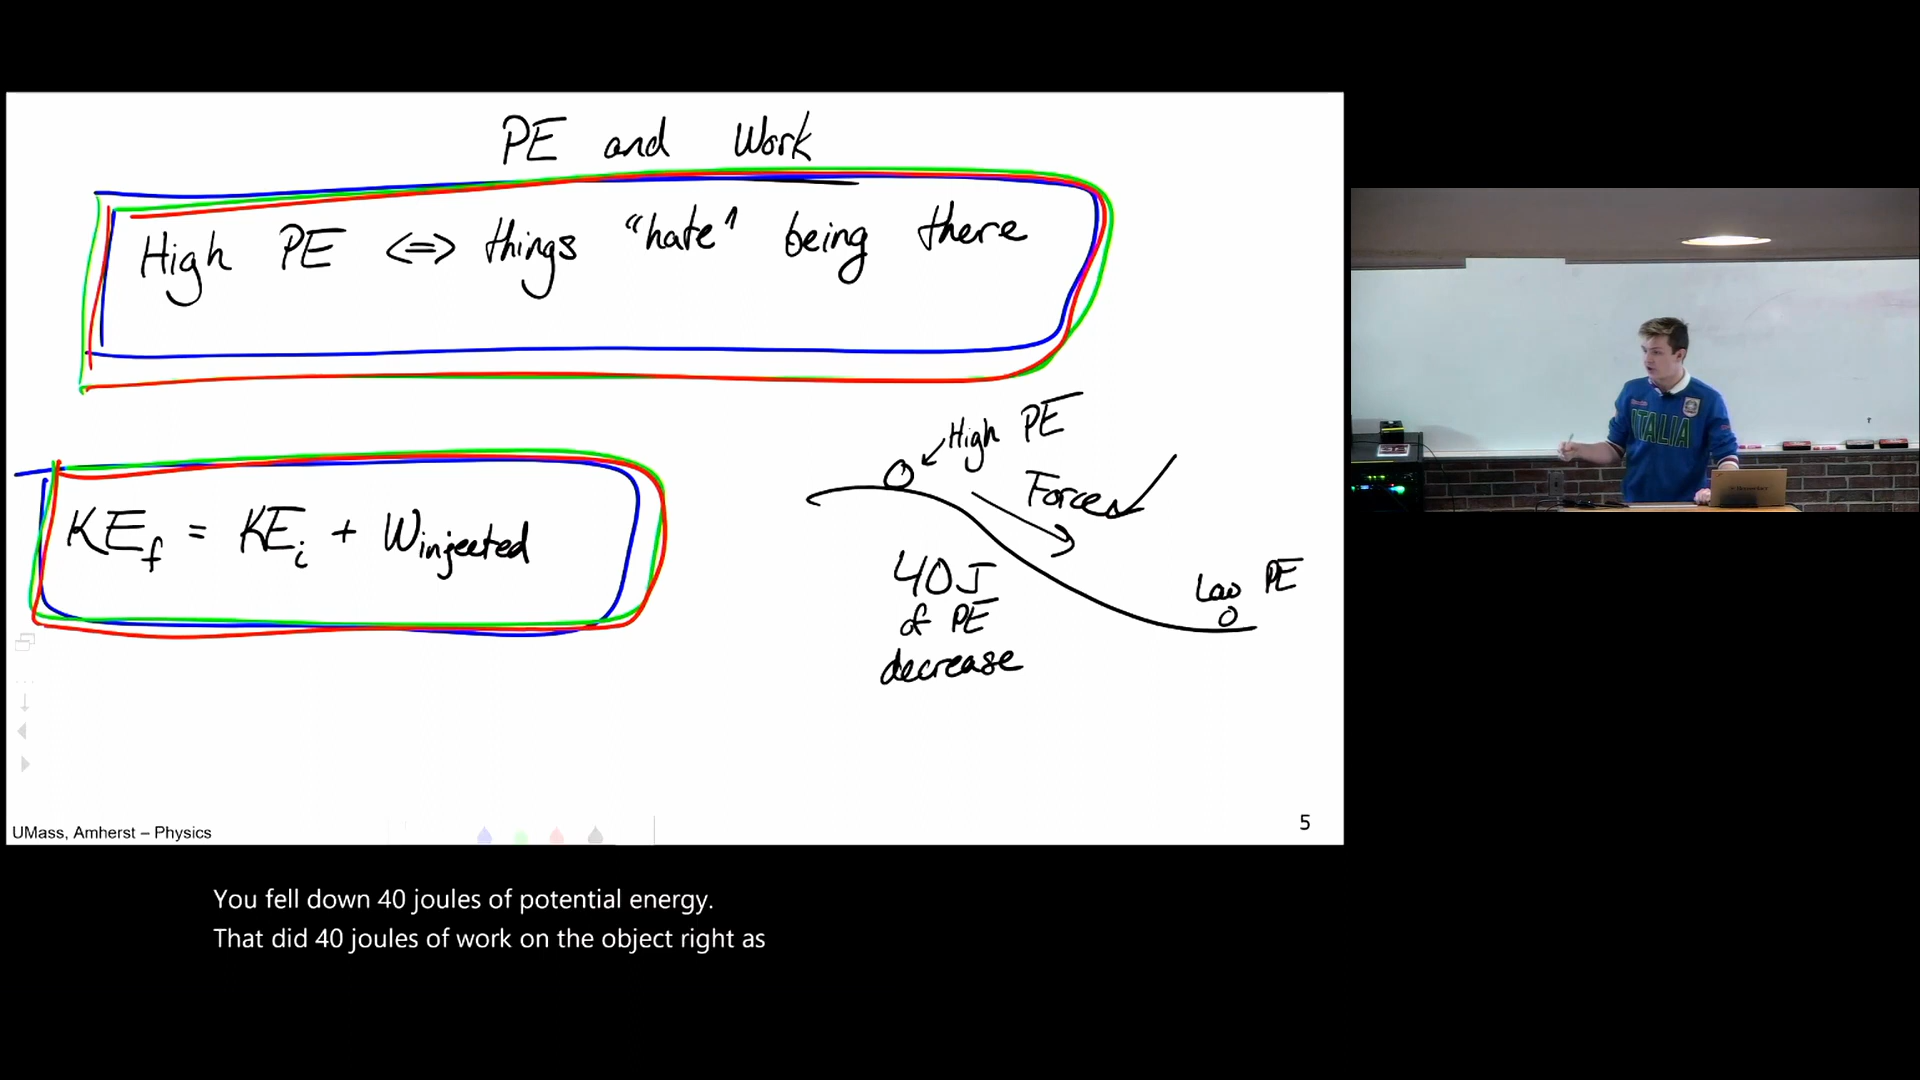 PE and Work
High PE <=> things "hate" being there
KEf = KEi + Winjected
High PE
Force
40J
of PE
decrease
Low PE
UMass, Amherst – Physics
5
ITALIA
You fell down 40 joules of potential energy.
That did 40 joules of work on the object right as